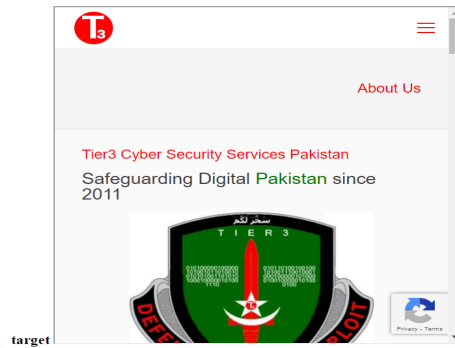 T3
About Us
Tier3 Cyber Security Services Pakistan
Safeguarding Digital Pakistan since
2011
سَخَّرَ لَكُم
T I E R 3
DEFE
PLOIT
Privacy - Terms
target